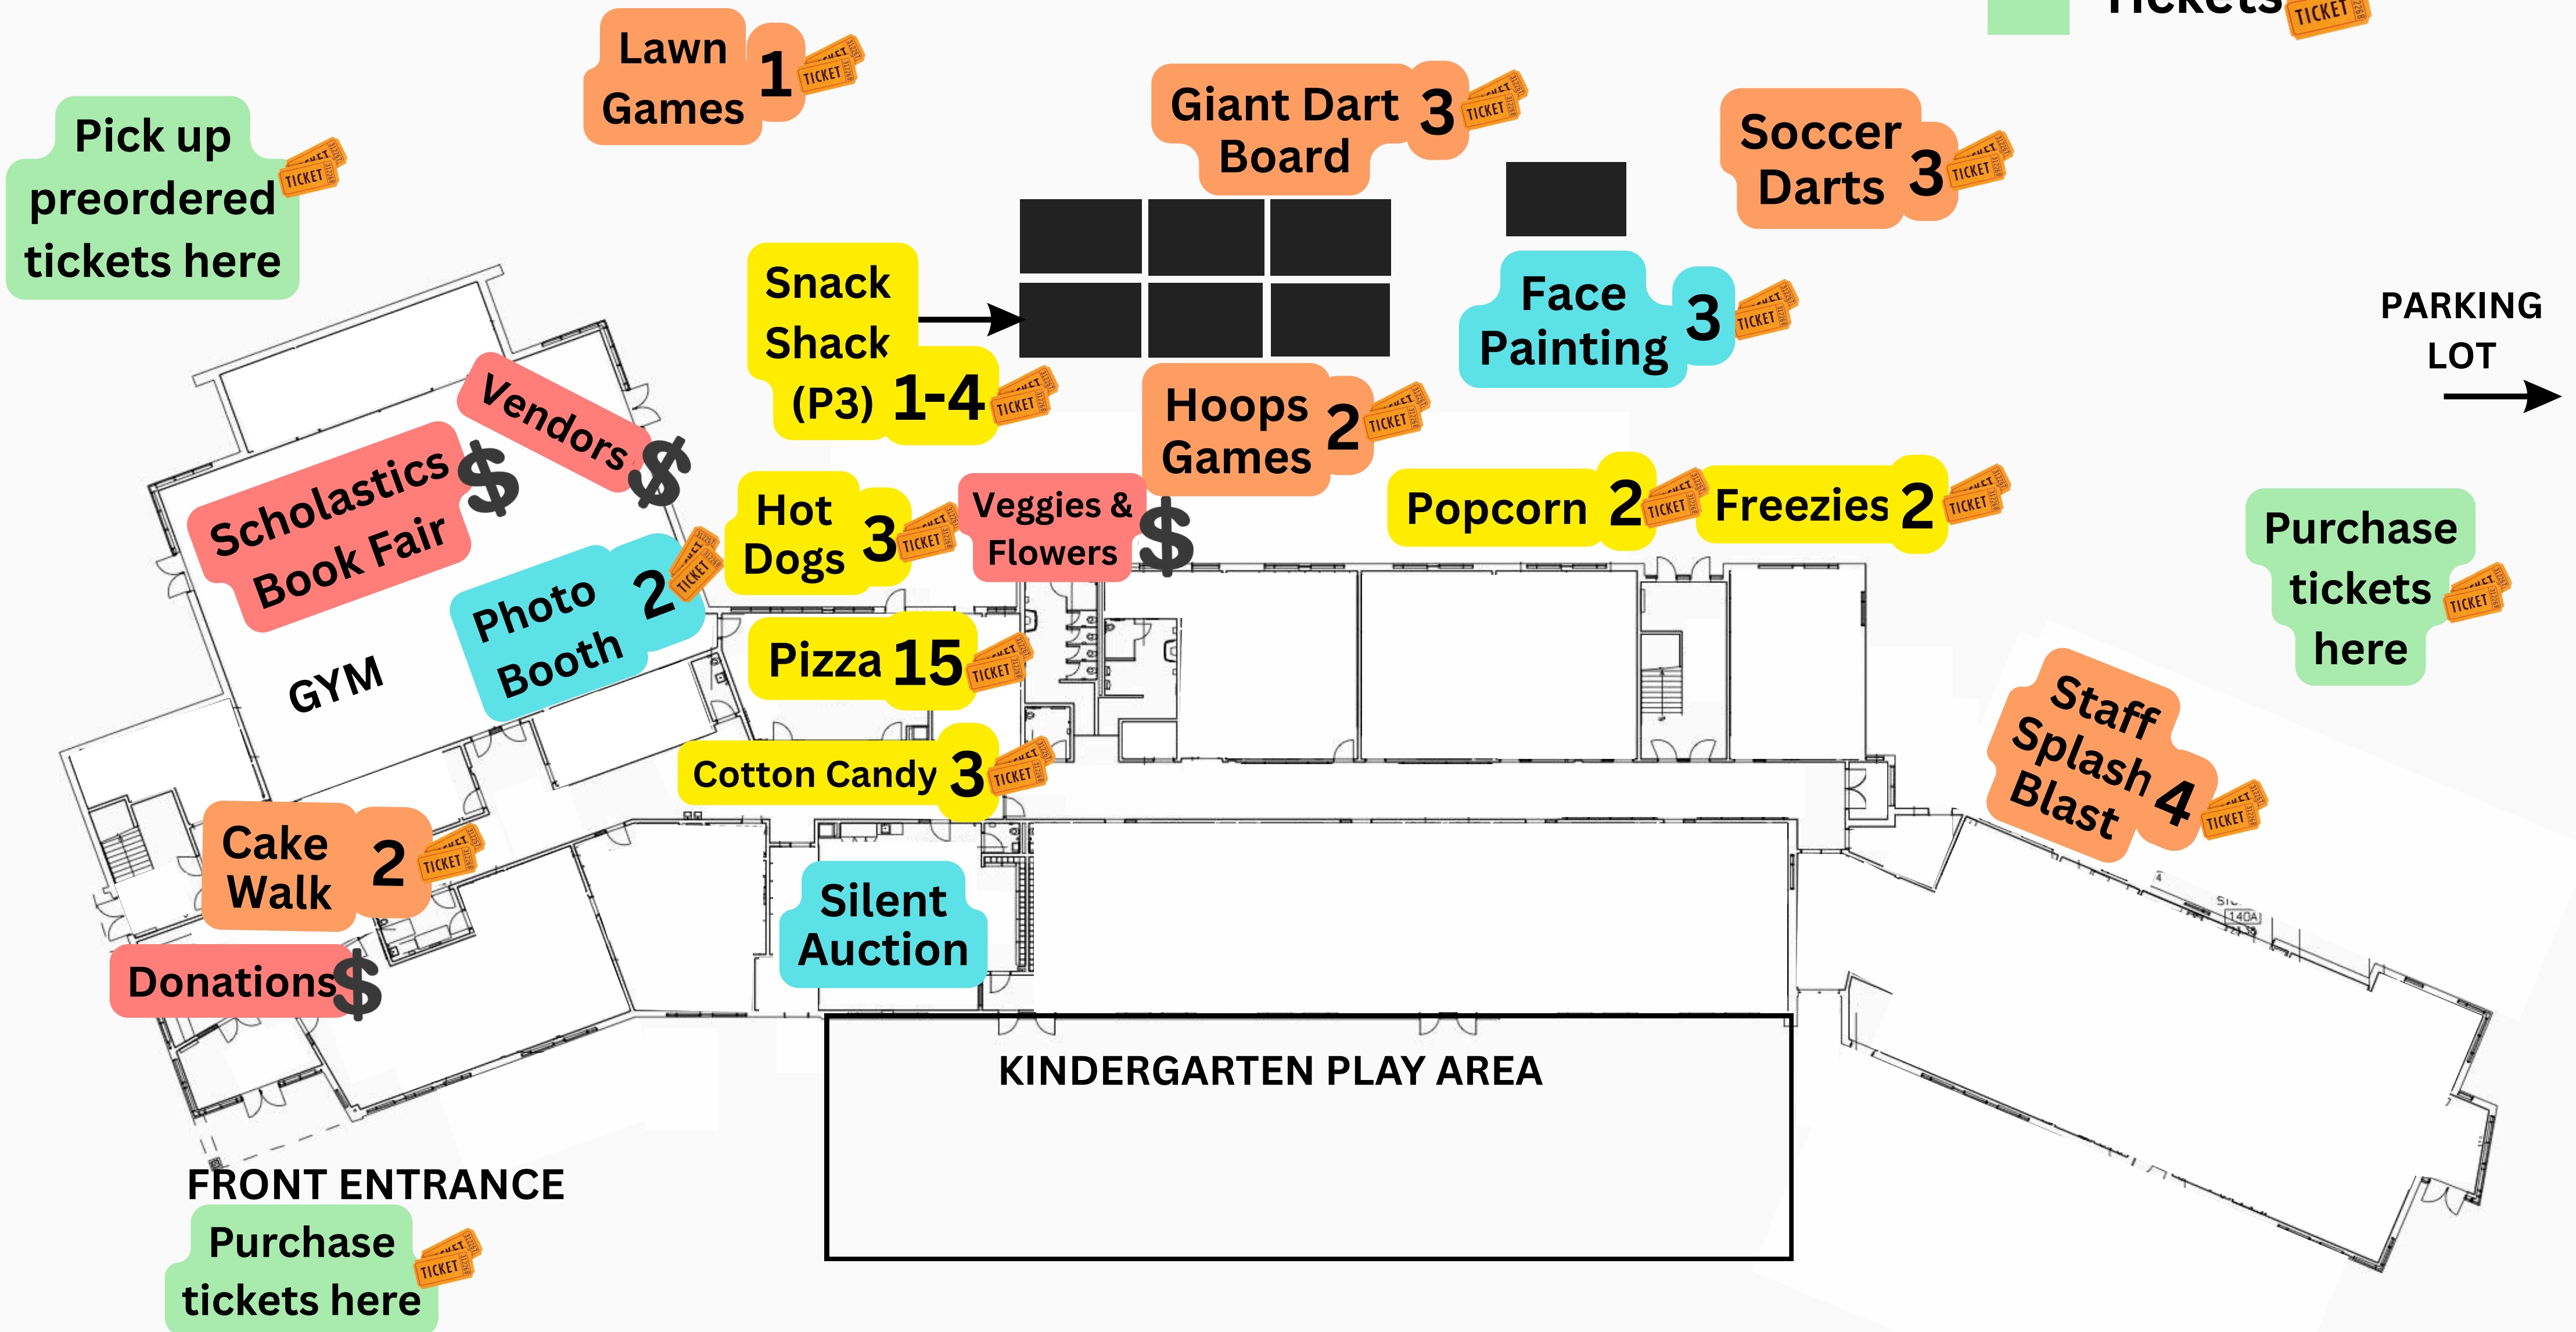 Tickets
TICKET
Lawn
Games
1
TICKET
Giant Dart
Board
3
TICKET
Soccer
Darts
3
TICKET
Pick up
preordered
tickets here
TICKET
Snack
Shack
(P3)
1-4
TICKET
Face
Painting
3
TICKET
PARKING
LOT
Vendors
$
Hoops
Games
2
TICKET
Scholastics
Book Fair
$
Hot
Dogs
3
TICKET
Veggies &
Flowers
$
Popcorn
2
TICKET
Freezies
2
TICKET
Purchase
tickets
here
TICKET
Photo
Booth
2
TICKET
GYM
Pizza
15
TICKET
Cotton Candy
3
TICKET
Staff
Splash
Blast
4
TICKET
Cake
Walk
2
TICKET
Silent
Auction
4
140A
Donations
$
KINDERGARTEN PLAY AREA
FRONT ENTRANCE
Purchase
tickets here
TICKET